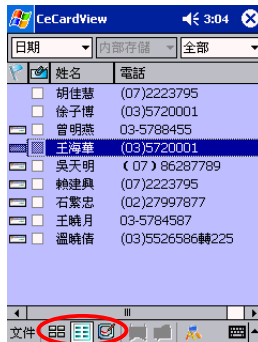 CeCardView 3:04
日期 內部存儲 全部
姓名 電話
胡佳慧 (07)2223795
徐子博 (03)5720001
曾明燕 03-5788455
王海華 (03)5720001
吳天明 (07)86287789
賴建興 (07)2223795
石繁忠 (02)27997877
王曉月 03-5784587
溫曉倩 (03)5526586轉225
文件